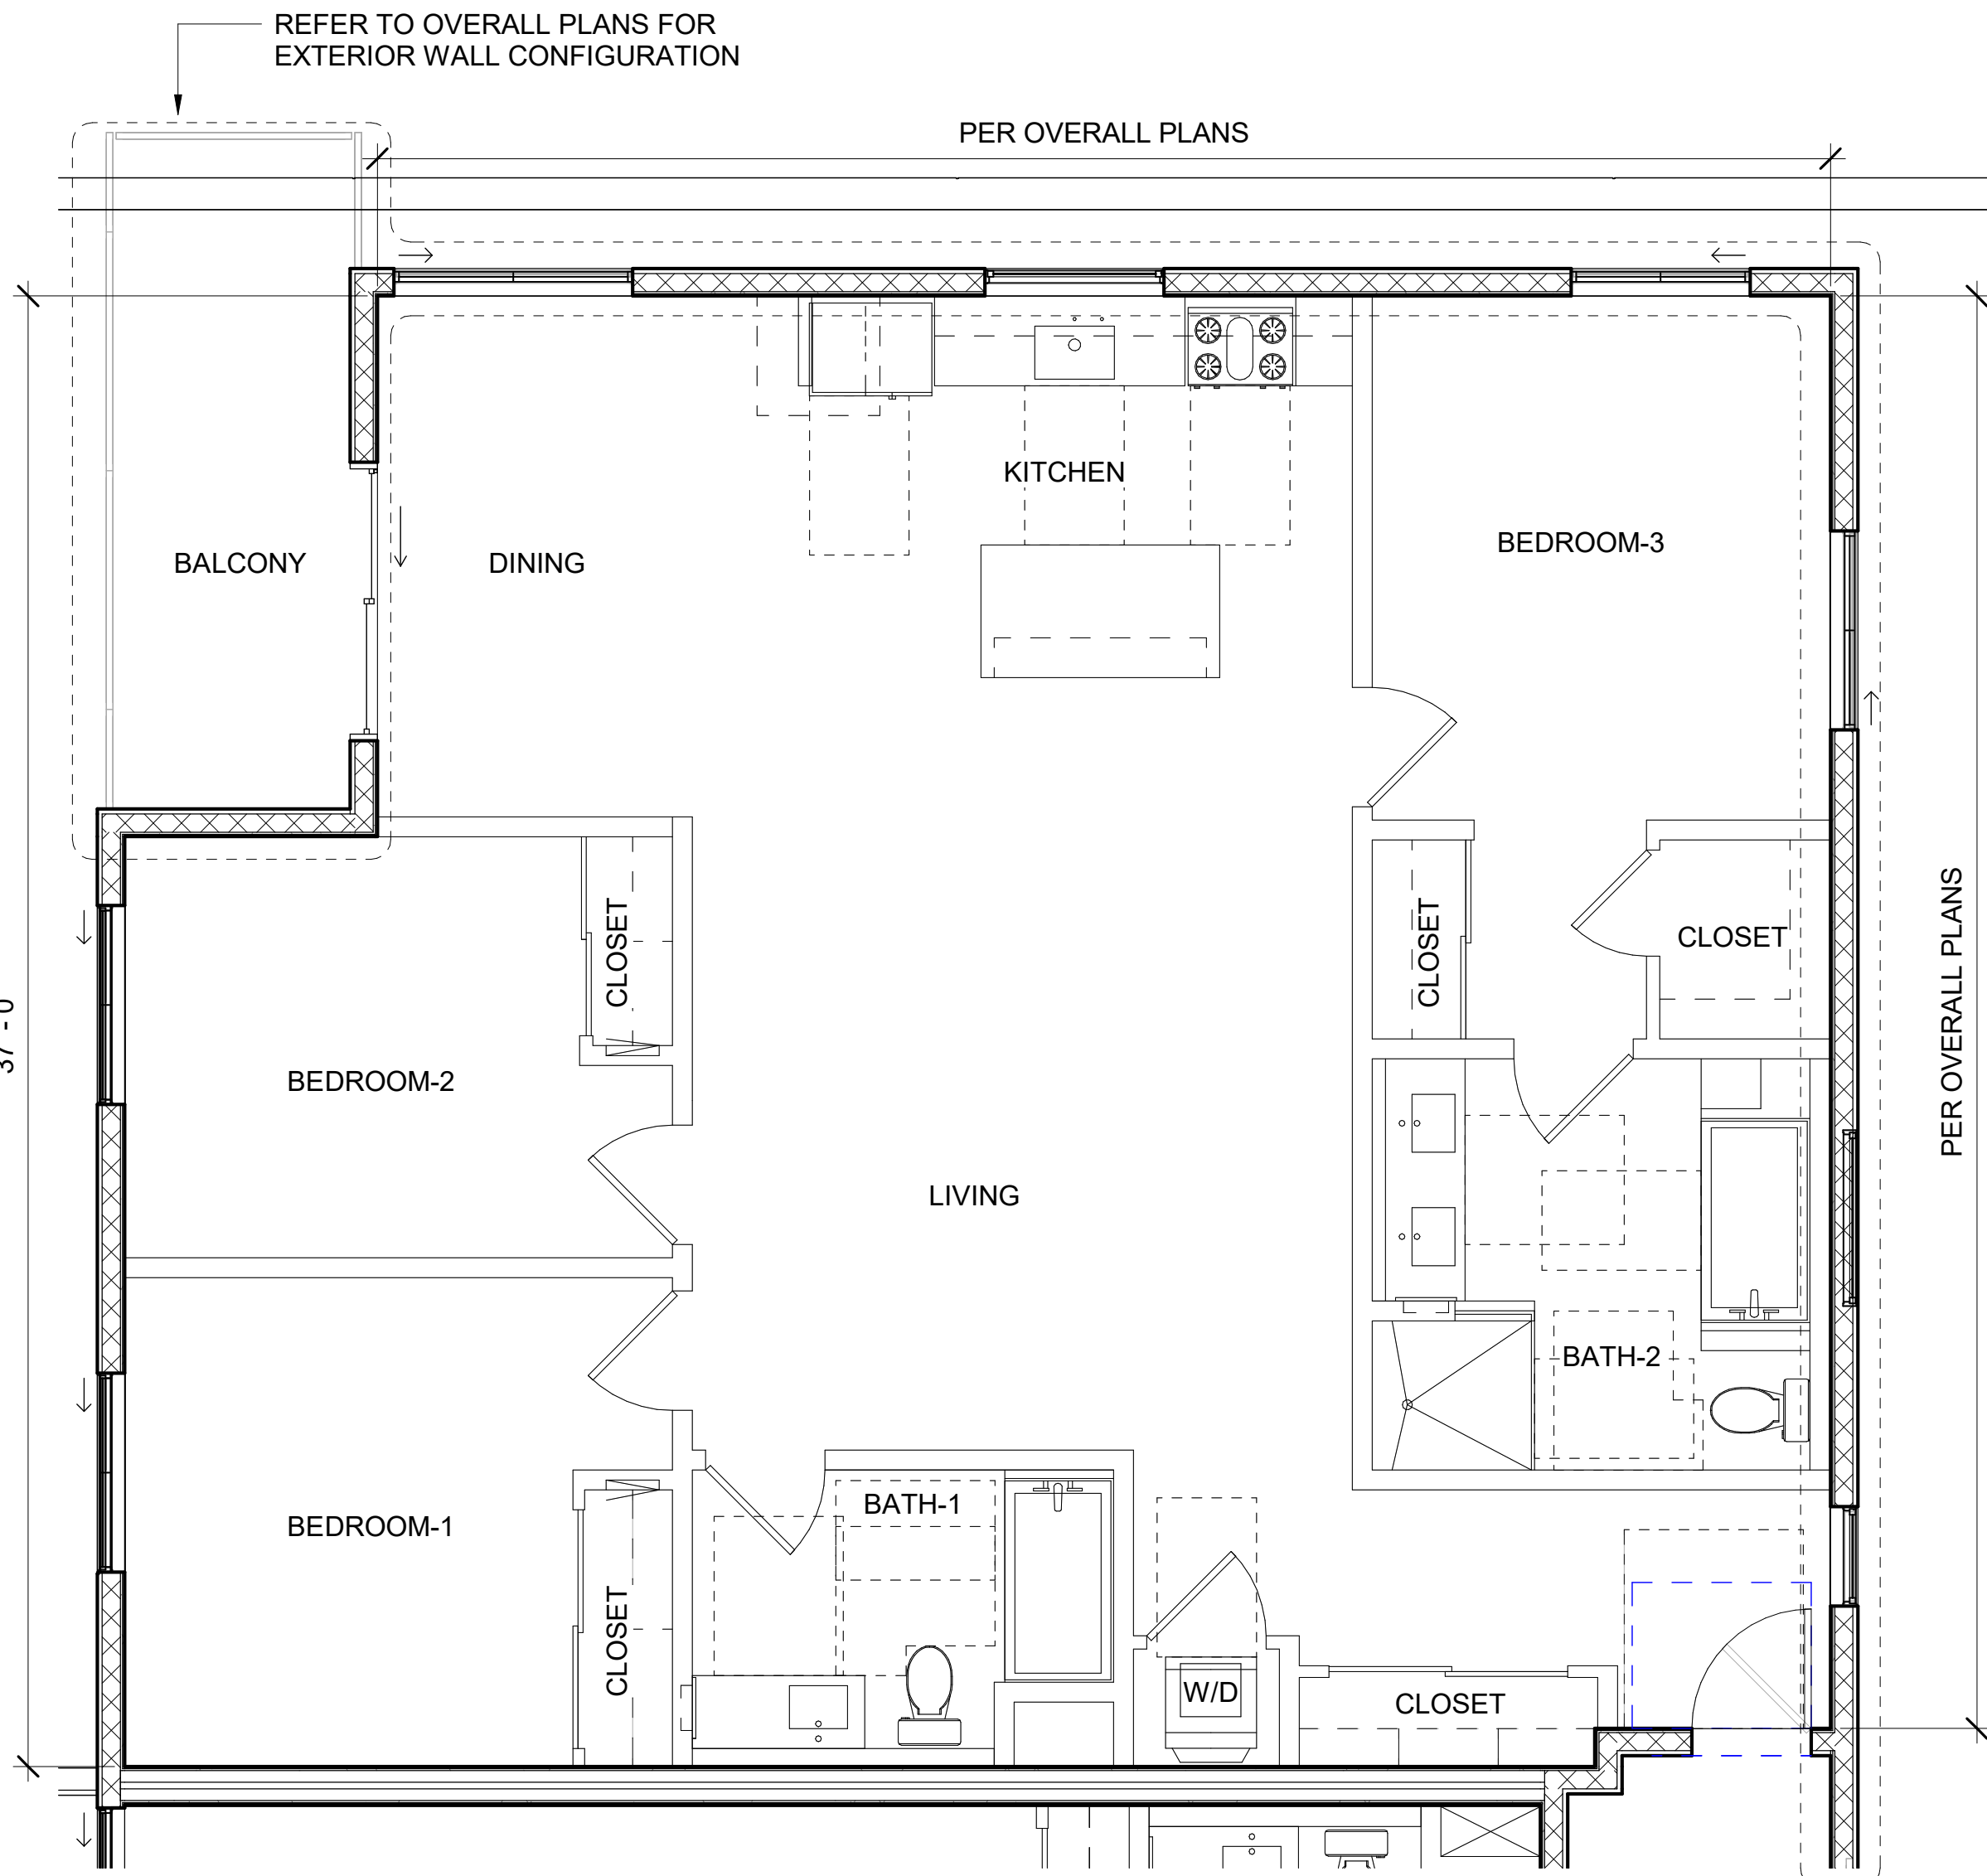 REFER TO OVERALL PLANS FOR
EXTERIOR WALL CONFIGURATION
PER OVERALL PLANS
KITCHEN
BEDROOM-3
BALCONY
DINING
CLOSET
CLOSET
CLOSET
PER OVERALL PLANS
BEDROOM-2
LIVING
BATH-2
BATH-1
BEDROOM-1
CLOSET
W/D
CLOSET